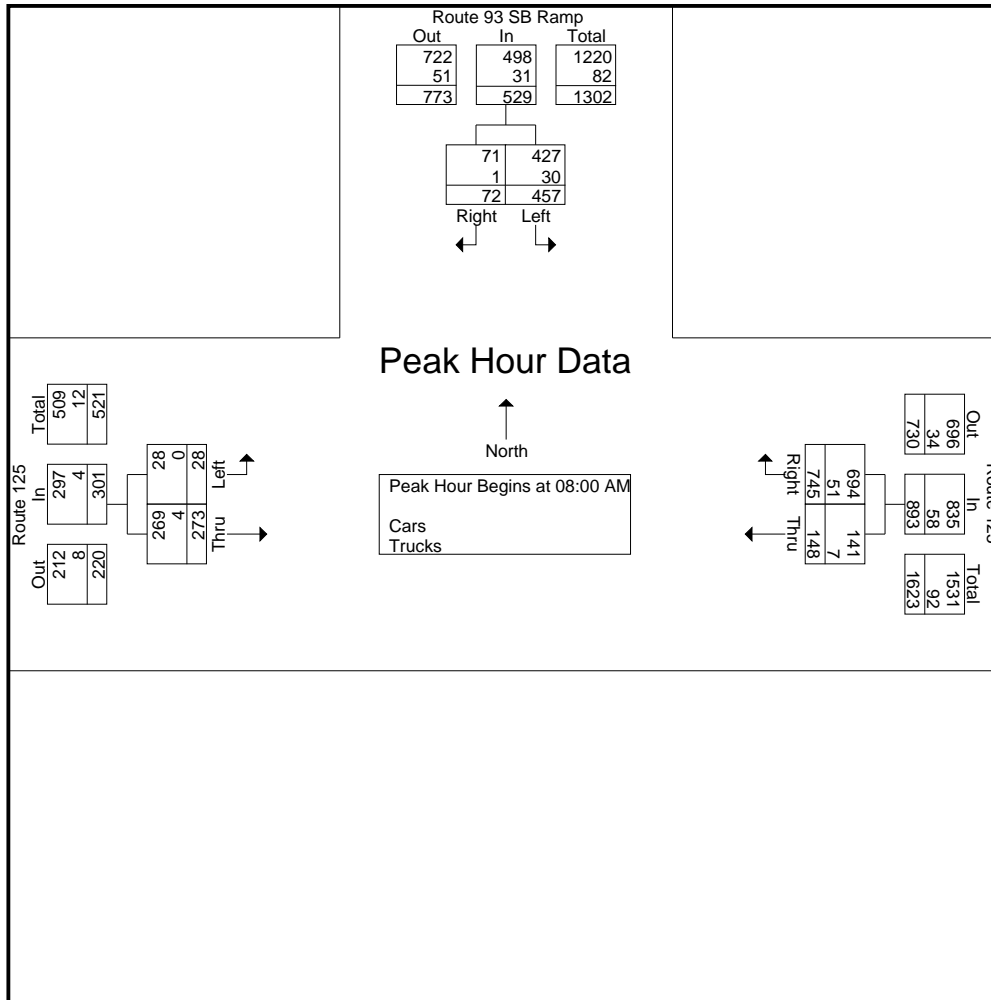 Route 93 SB Ramp
Out In Total
722 498 1220
51 31 82
773 529 1302
71 427
1 30
72 457
Right Left
Peak Hour Data
North
Peak Hour Begins at 08:00 AM
Cars
Trucks
Route 125
Out In Total
212 297 509
8 4 12
220 301 521
Left Thru
28 269
0 4
28 273
Out In Total
696 835 1531
34 58 92
730 893 1623
Right Thru
694 141
51 7
745 148